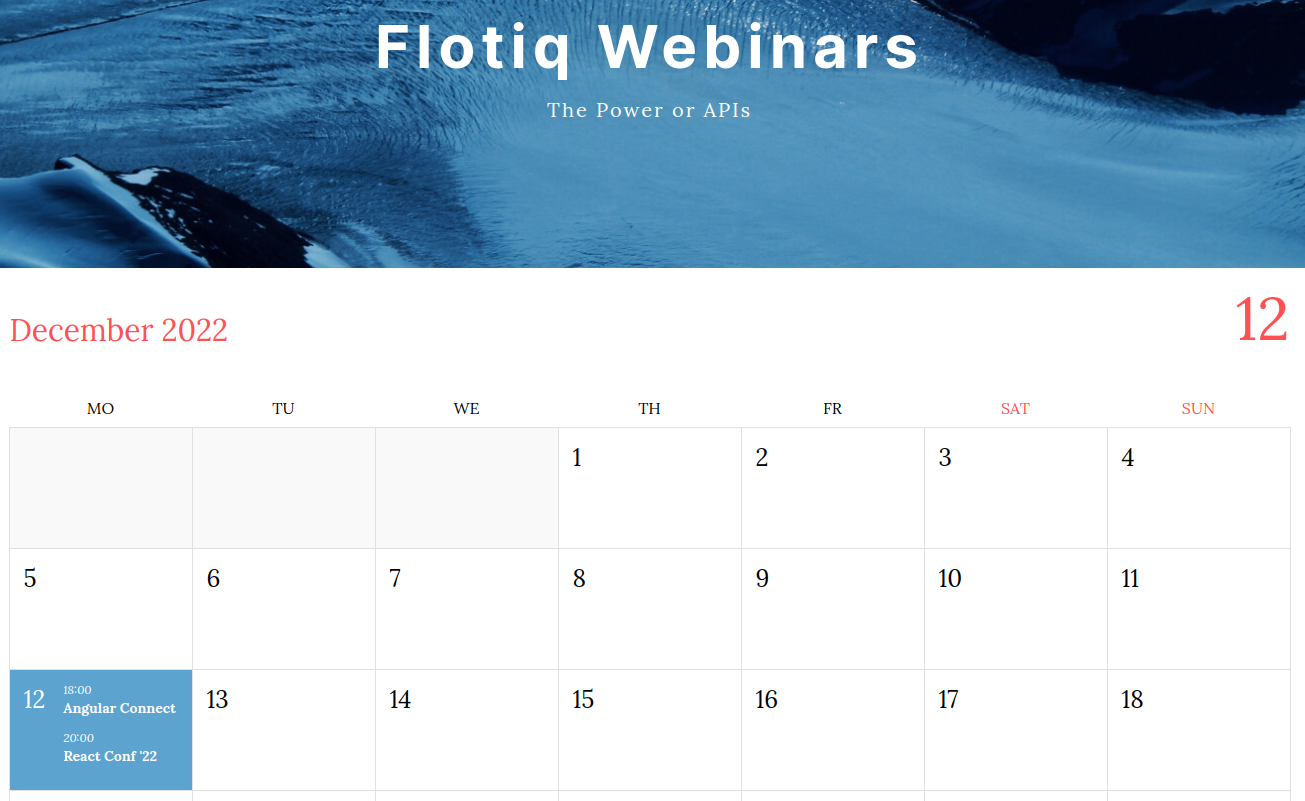 Flotiq Webinars
The Power or APIs
December 2022
12
MO TU WE TH FR SAT SUN
1 2 3 4
5 6 7 8 9 10 11
12 18:00 13 14 15 16 17 18
Angular Connect
20:00
React Conf '22